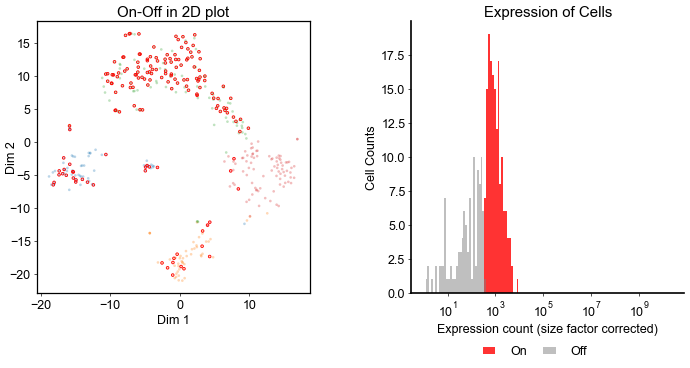 On-Off in 2D plot
15
10
5
0
−5
−10
−15
−20
Dim 2
−20 −10 0 10
Dim 1
Expression of Cells
17.5
15.0
12.5
10.0
7.5
5.0
2.5
0.0
Cell Counts
10^1 10^3 10^5 10^7 10^9
Expression count (size factor corrected)
On Off